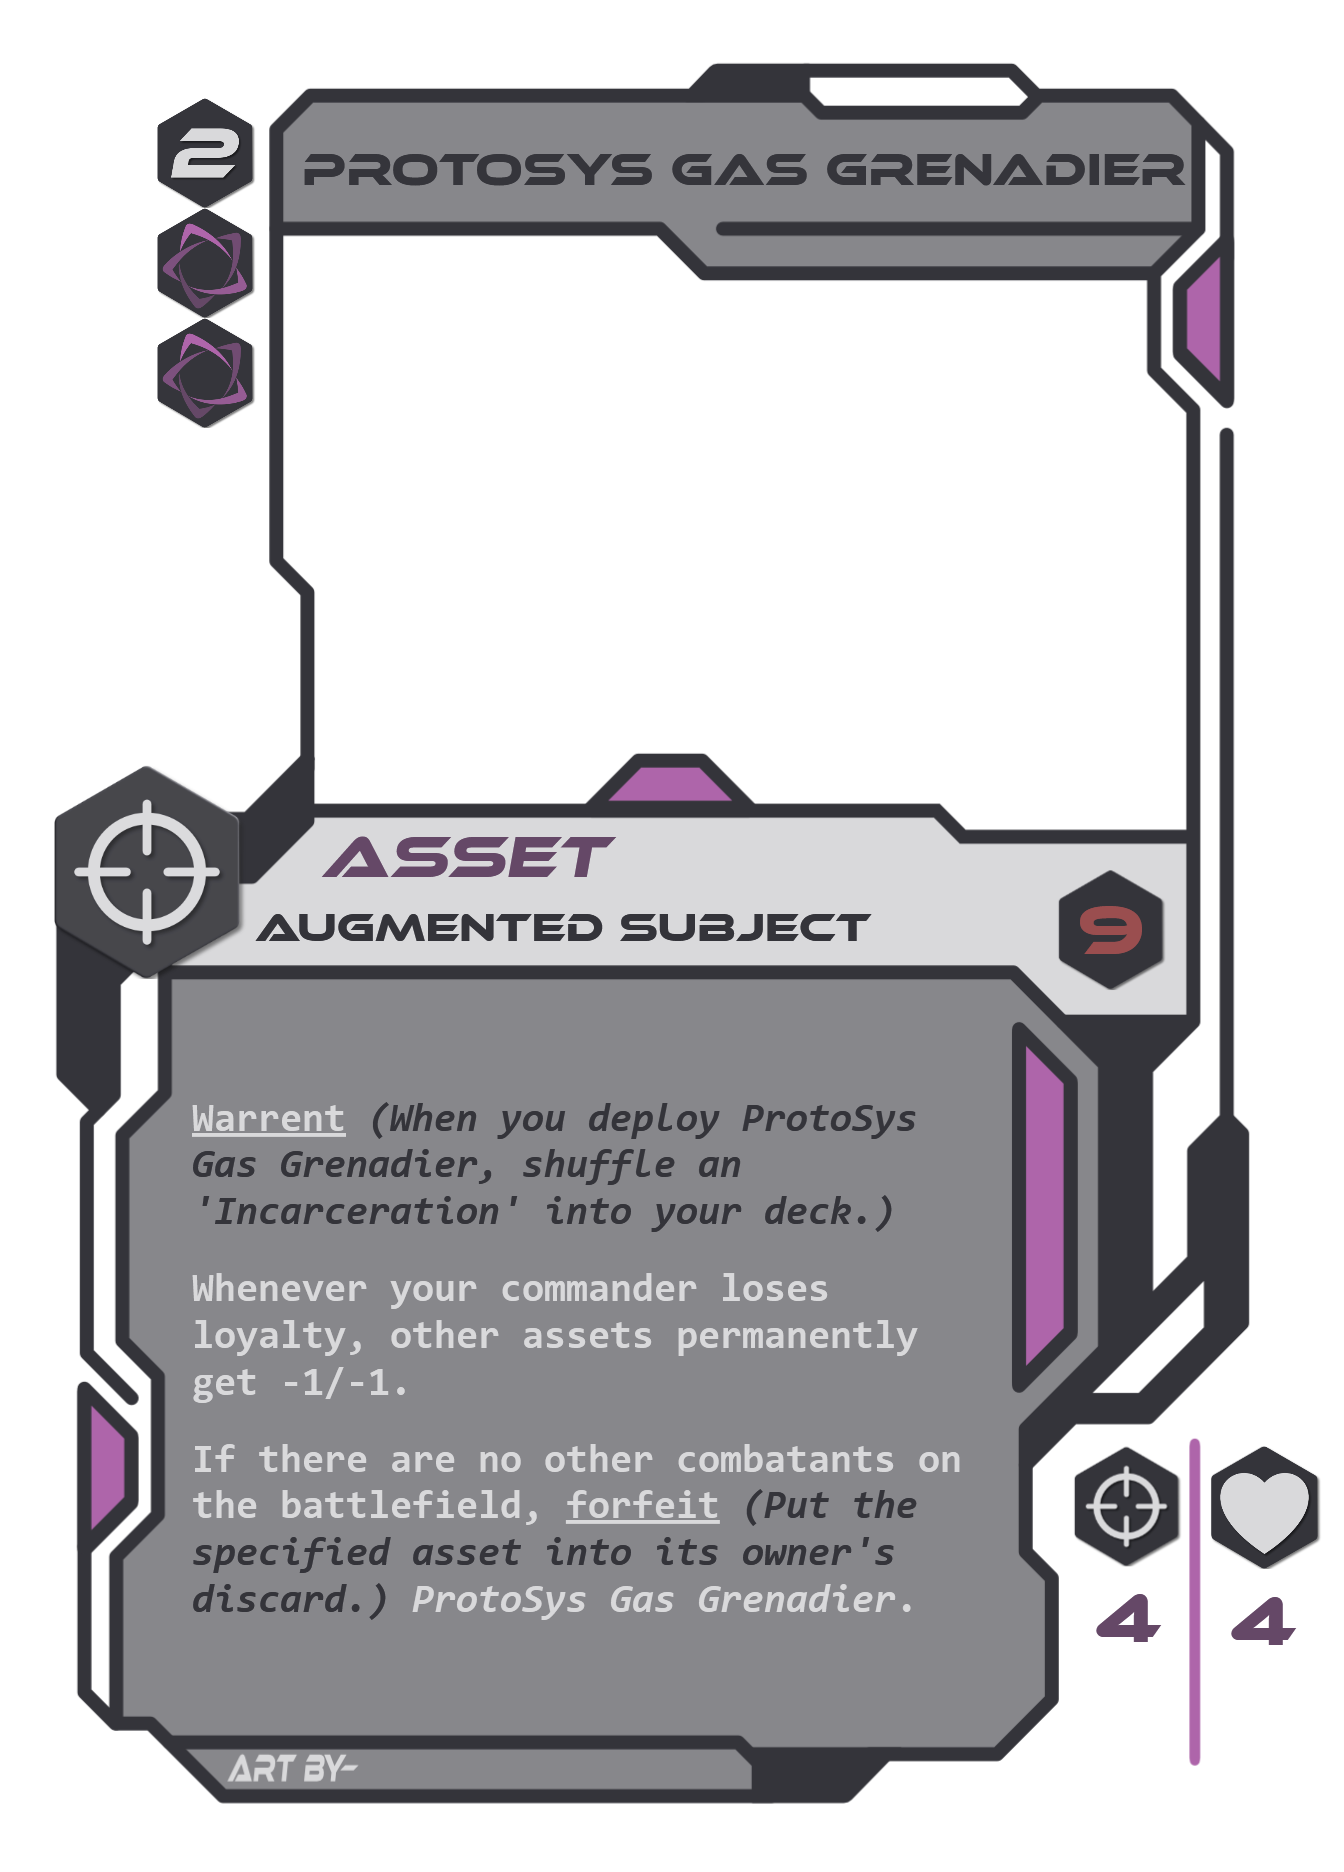 2
PROTOSYS GAS GRENADIER
ASSET
AUGMENTED SUBJECT
9
Warrent (When you deploy ProtoSys
Gas Grenadier, shuffle an
'Incarceration' into your deck.)
Whenever your commander loses
loyalty, other assets permanently
get -1/-1.
If there are no other combatants on
the battlefield, forfeit (Put the
specified asset into its owner's
discard.) ProtoSys Gas Grenadier.
4
4
ART BY-